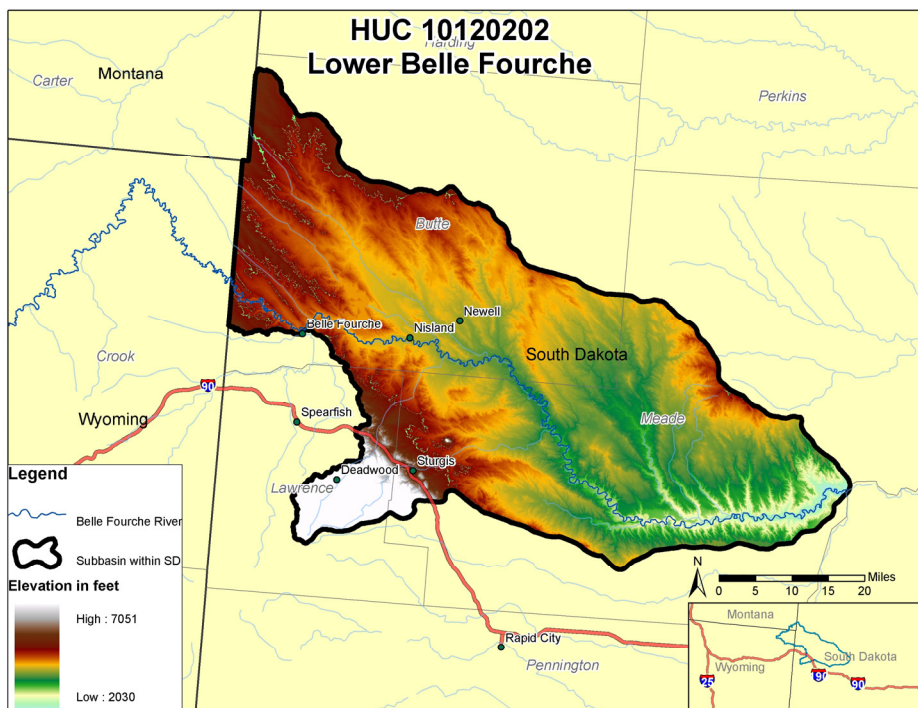 HUC 10120202
Lower Belle Fourche
Harding
Carter
Montana
Perkins
Butte
Newell
Belle Fourche
Nisland
South Dakota
Crook
90
Wyoming
Spearfish
Meade
Sturgis
Deadwood
Lawrence
Legend
Belle Fourche River
Subbasin within SD
Elevation in feet
High : 7051
Low : 2030
N
Miles
0 5 10 15 20
Rapid City
Pennington
Montana
South Dakota
Wyoming
25
90
90